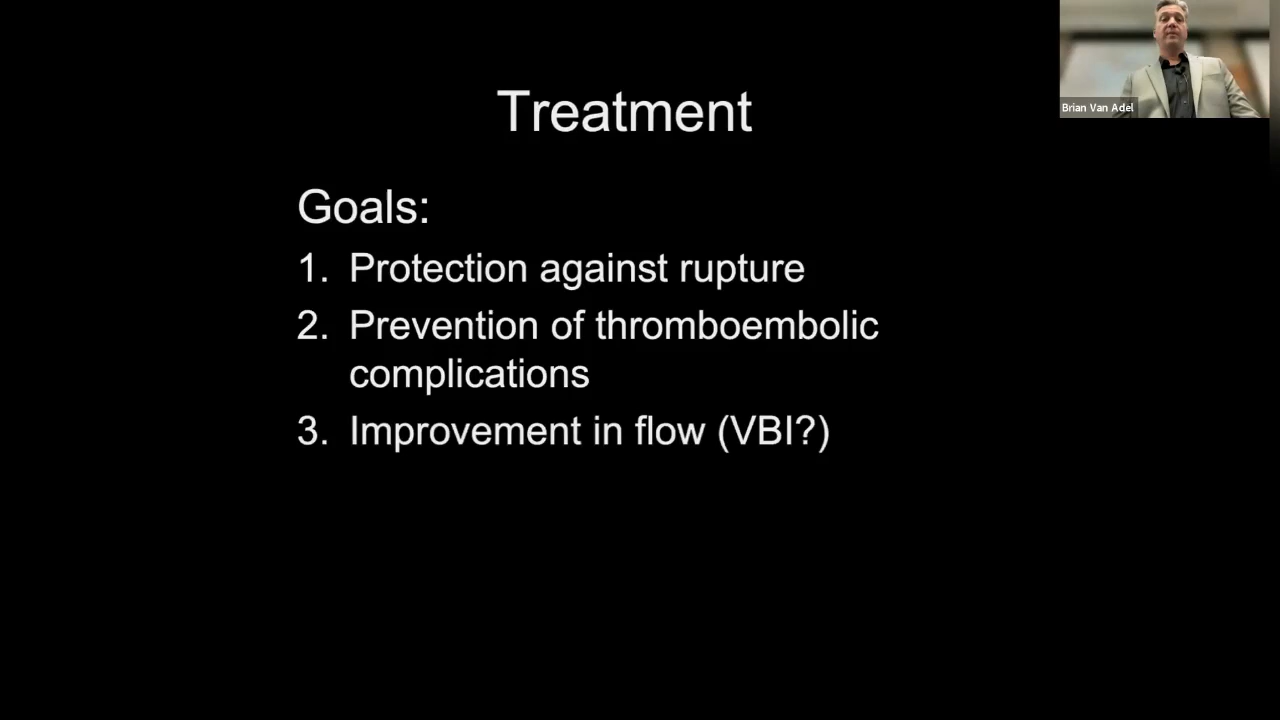 Brian Van Adel
Treatment
Goals:
1. Protection against rupture
2. Prevention of thromboembolic
complications
3. Improvement in flow (VBI?)